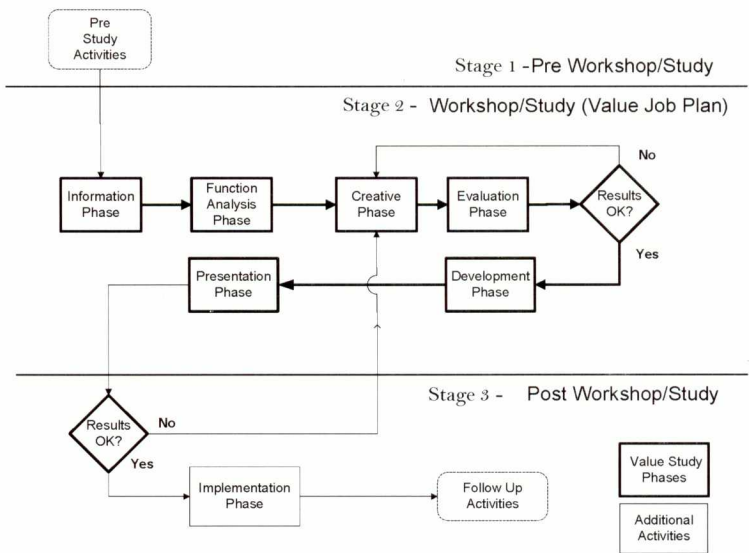 Pre
Study
Activities
Stage 1 -Pre Workshop/Study
Stage 2 - Workshop/Study (Value Job Plan)
No
Information
Phase
Function
Analysis
Phase
Creative
Phase
Evaluation
Phase
Results
OK?
Yes
Presentation
Phase
Development
Phase
Stage 3 - Post Workshop/Study
Results
OK?
No
Yes
Implementation
Phase
Follow Up
Activities
Value Study
Phases
Additional
Activities